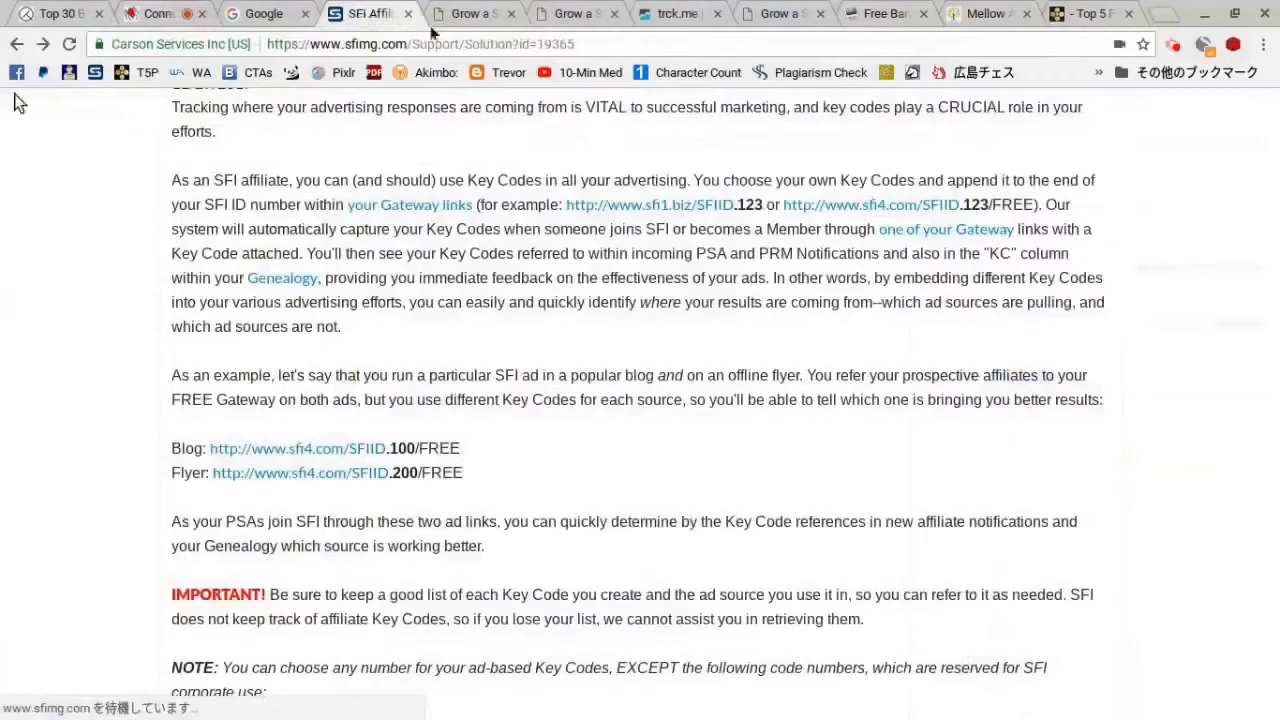 Top 30 B
Conn
Google
SFI Affil
Grow a S
Grow a S
trck.me
Grow a S
Free Ban
Mellow A
- Top 5 F
Carson Services Inc [US]
https://www.sfimg.com/Support/Solution?id=19365
T5P
WA
CTAs
Pixlr
Akimbo:
Trevor
10-Min Med
Character Count
Plagiarism Check
広島チェス
»
その他のブックマーク
Tracking where your advertising responses are coming from is VITAL to successful marketing, and key codes play a CRUCIAL role in your
efforts.
As an SFI affiliate, you can (and should) use Key Codes in all your advertising. You choose your own Key Codes and append it to the end of
your SFI ID number within your Gateway links (for example: http://www.sfi1.biz/SFIID.123 or http://www.sfi4.com/SFIID.123/FREE). Our
system will automatically capture your Key Codes when someone joins SFI or becomes a Member through one of your Gateway links with a
Key Code attached. You'll then see your Key Codes referred to within incoming PSA and PRM Notifications and also in the "KC" column
within your Genealogy, providing you immediate feedback on the effectiveness of your ads. In other words, by embedding different Key Codes
into your various advertising efforts, you can easily and quickly identify where your results are coming from--which ad sources are pulling, and
which ad sources are not.
As an example, let's say that you run a particular SFI ad in a popular blog and on an offline flyer. You refer your prospective affiliates to your
FREE Gateway on both ads, but you use different Key Codes for each source, so you'll be able to tell which one is bringing you better results:
Blog: http://www.sfi4.com/SFIID.100/FREE
Flyer: http://www.sfi4.com/SFIID.200/FREE
As your PSAs join SFI through these two ad links, you can quickly determine by the Key Code references in new affiliate notifications and
your Genealogy which source is working better.
IMPORTANT! Be sure to keep a good list of each Key Code you create and the ad source you use it in, so you can refer to it as needed. SFI
does not keep track of affiliate Key Codes, so if you lose your list, we cannot assist you in retrieving them.
NOTE: You can choose any number for your ad-based Key Codes, EXCEPT the following code numbers, which are reserved for SFI
corporate use:
www.sfimg.com を待機しています...